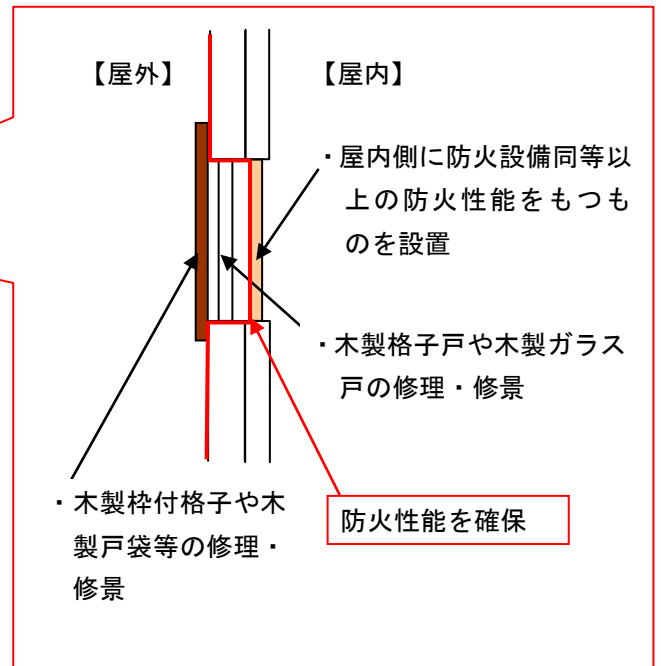 【屋外】
【屋内】
・屋内側に防火設備同等以
上の防火性能をもつも
のを設置
・木製格子戸や木製ガラス
戸の修理・修景
・木製枠付格子や木
製戸袋等の修理・
修景
防火性能を確保